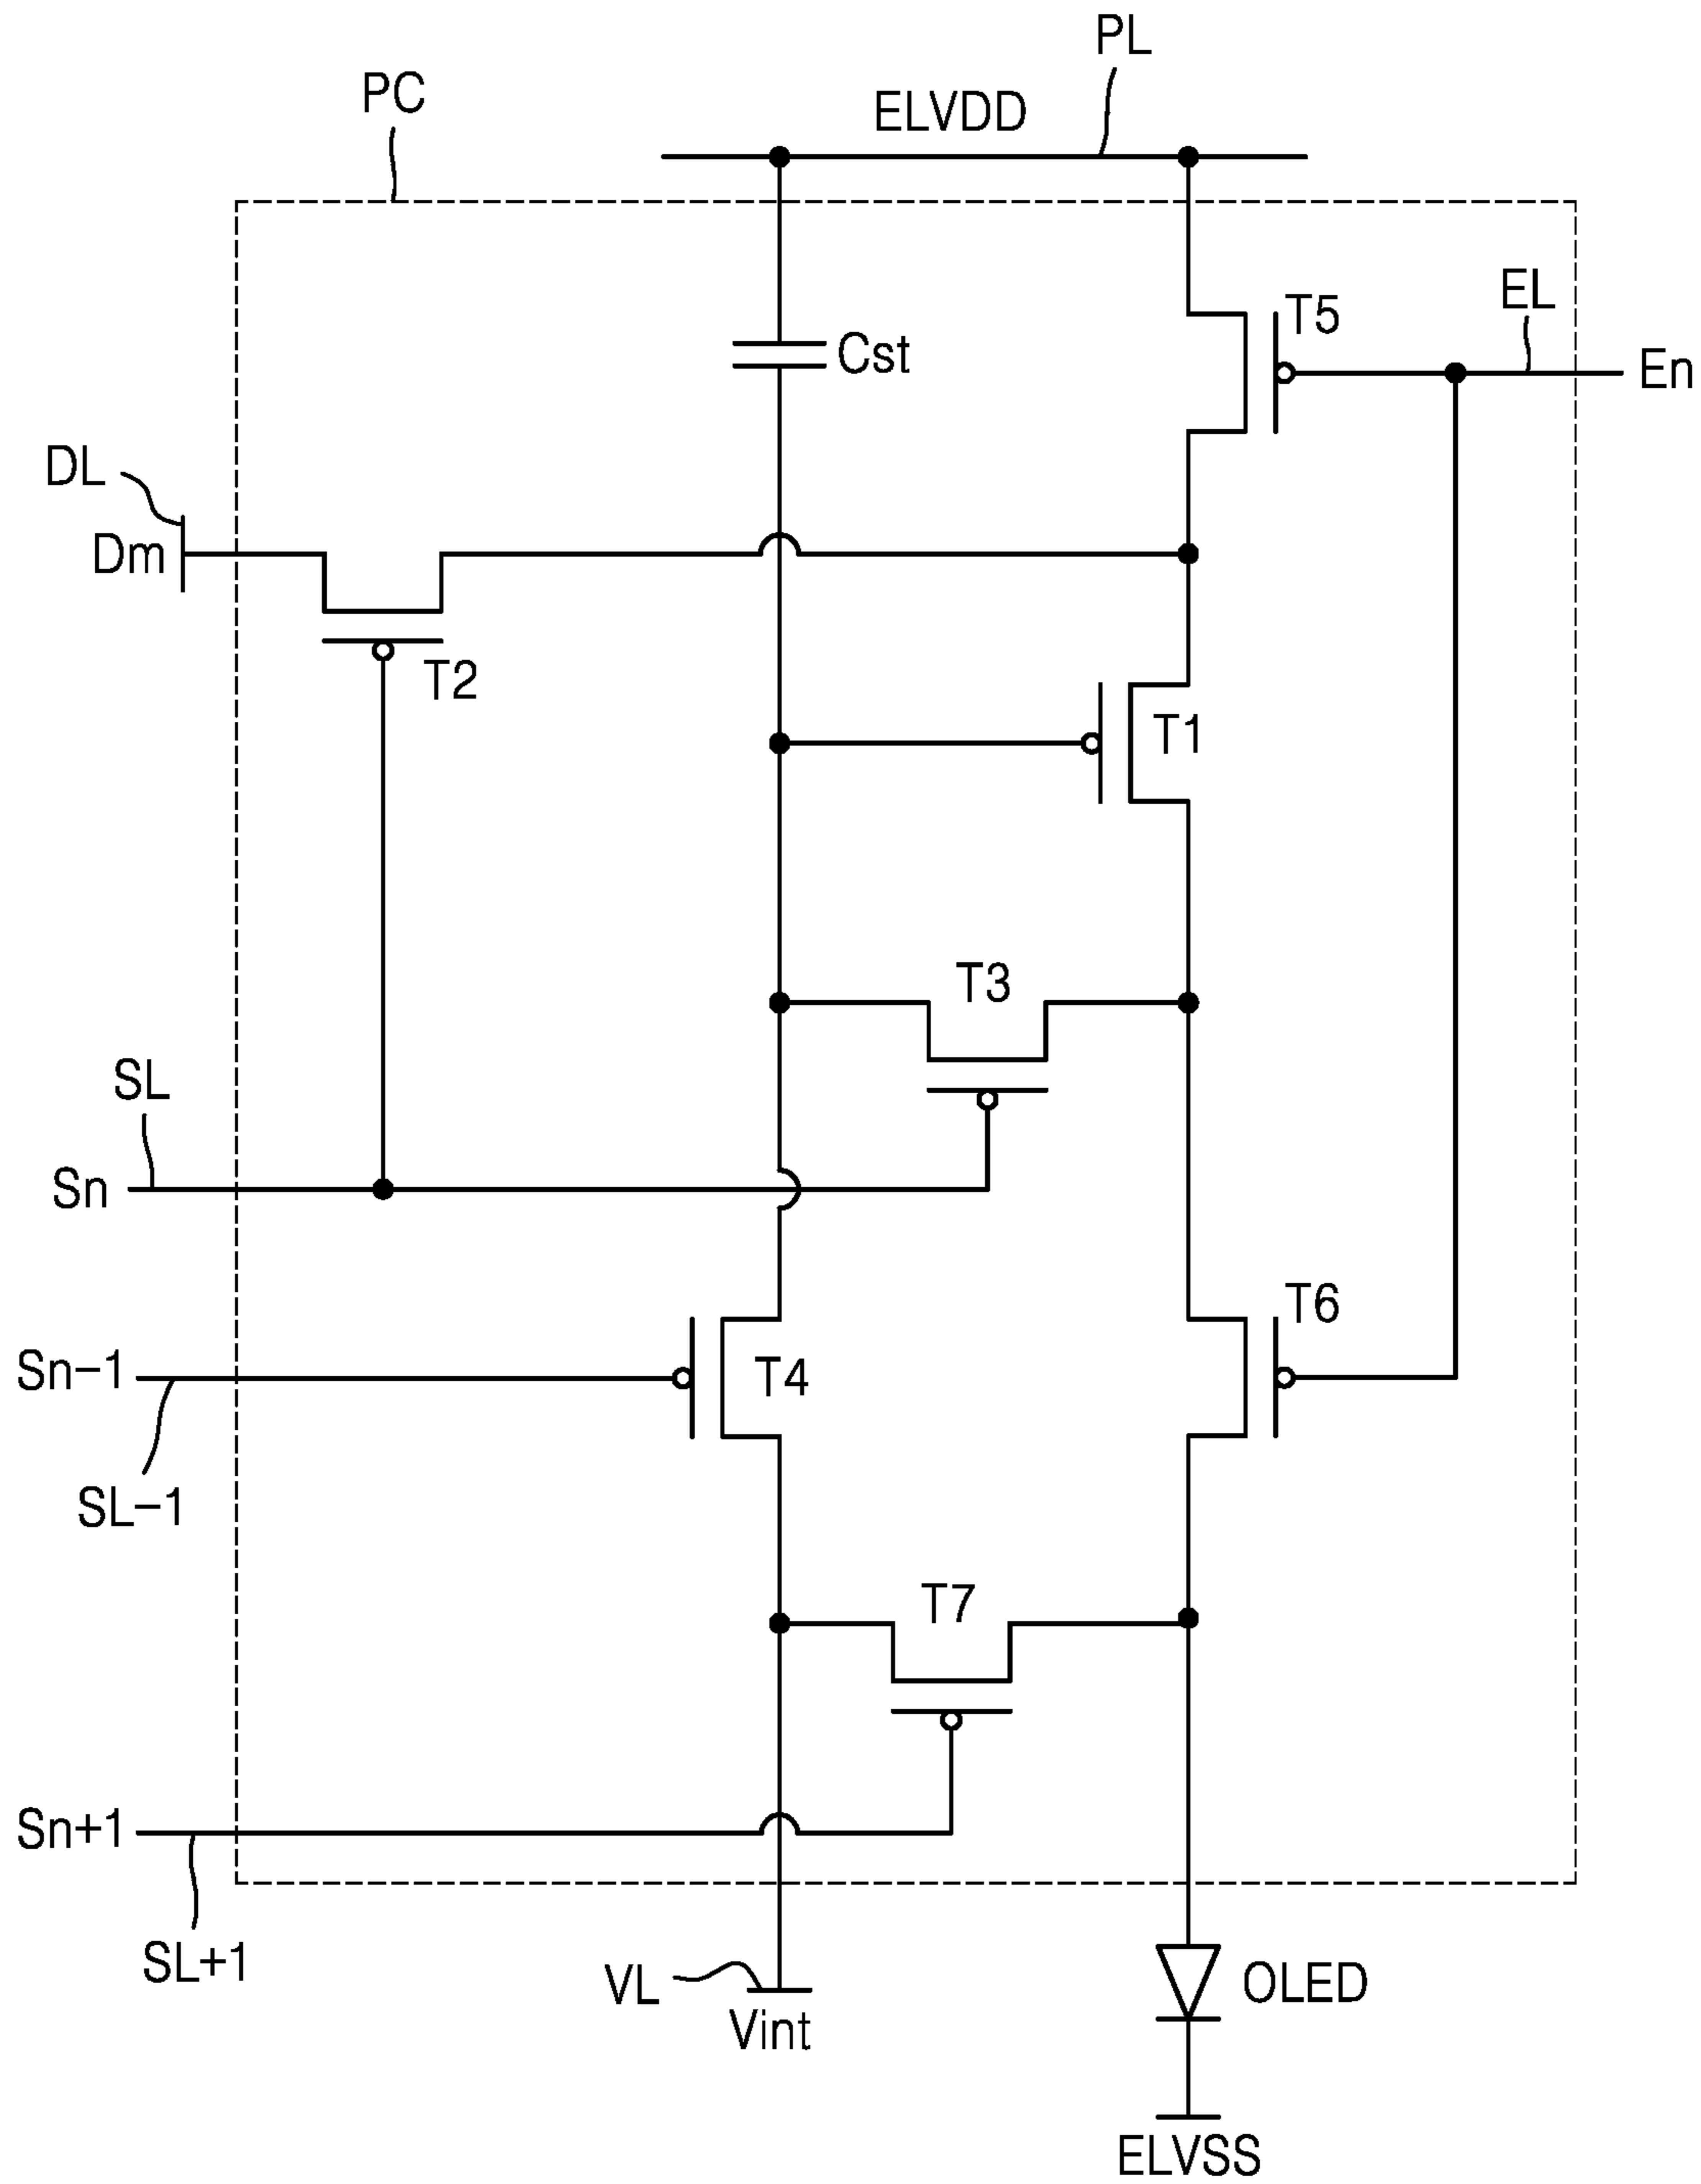 PL
PC
ELVDD
EL
T5
Cst
En
DL
Dm
T2
T1
T3
SL
Sn
T6
Sn−1
T4
SL−1
T7
Sn+1
SL+1
VL
OLED
Vint
ELVSS